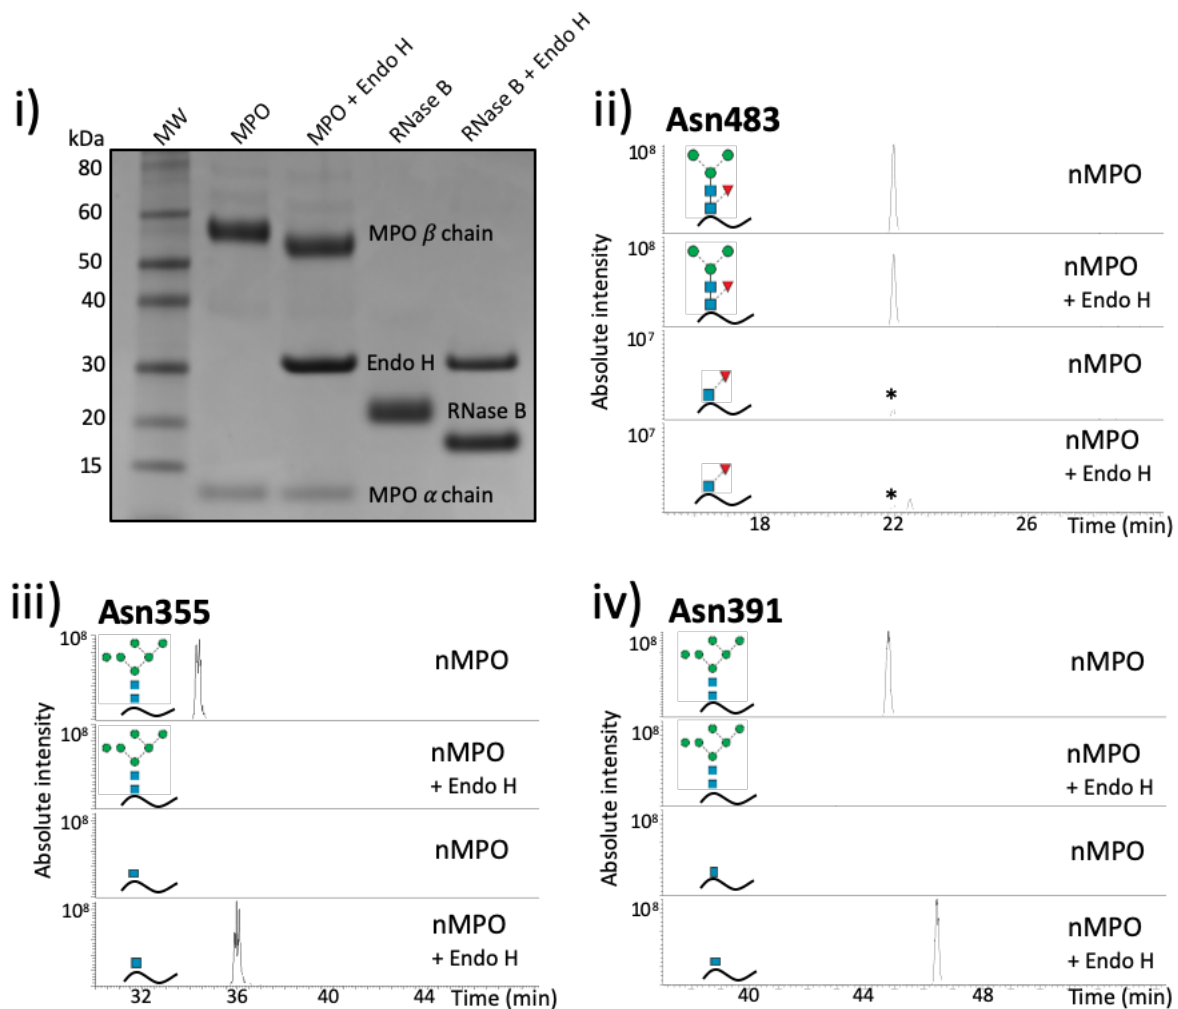 i)
kDa
MW
MPO
MPO + Endo H
RNase B
RNase B + Endo H
80
60
50
40
30
20
15
MPO β chain
Endo H
RNase B
MPO α chain
ii) Asn483
Absolute intensity
10⁸
nMPO
10⁸
nMPO
+ Endo H
10⁷
nMPO
*
10⁷
nMPO
+ Endo H
*
18 22 26 Time (min)
iii) Asn355
Absolute intensity
10⁸
nMPO
10⁸
nMPO
+ Endo H
10⁸
nMPO
10⁸
nMPO
+ Endo H
32 36 40 44 Time (min)
iv) Asn391
Absolute intensity
10⁸
nMPO
10⁸
nMPO
+ Endo H
10⁸
nMPO
10⁸
nMPO
+ Endo H
40 44 48 Time (min)